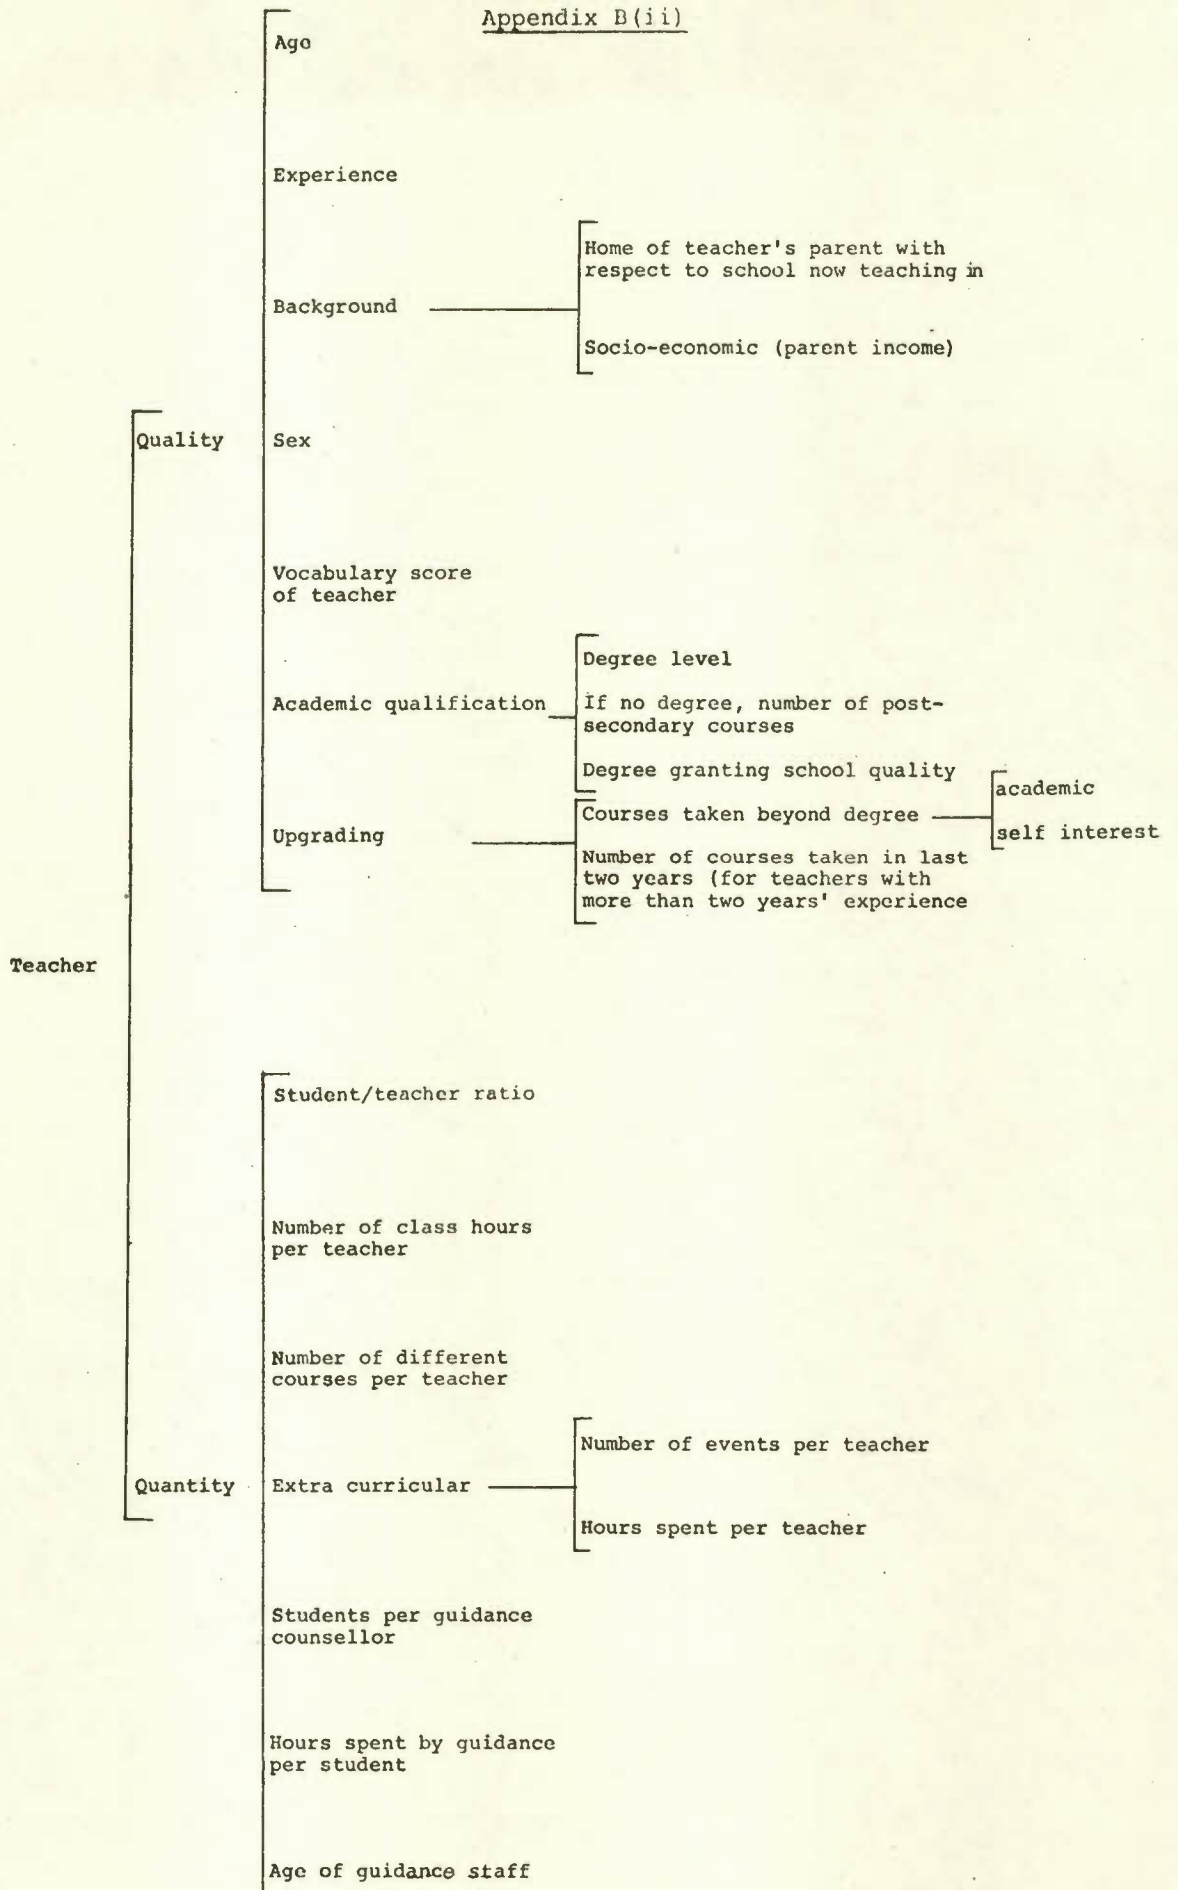 Appendix B(ii)
Age
Experience
Home of teacher's parent with
respect to school now teaching in
Background
Socio-economic (parent income)
Quality
Sex
Vocabulary score
of teacher
Degree level
Academic qualification
If no degree, number of post-
secondary courses
Degree granting school quality
academic
Courses taken beyond degree
Upgrading
self interest
Number of courses taken in last
two years (for teachers with
more than two years' experience
Teacher
Student/teacher ratio
Number of class hours
per teacher
Number of different
courses per teacher
Number of events per teacher
Quantity
Extra curricular
Hours spent per teacher
Students per guidance
counsellor
Hours spent by guidance
per student
Age of guidance staff